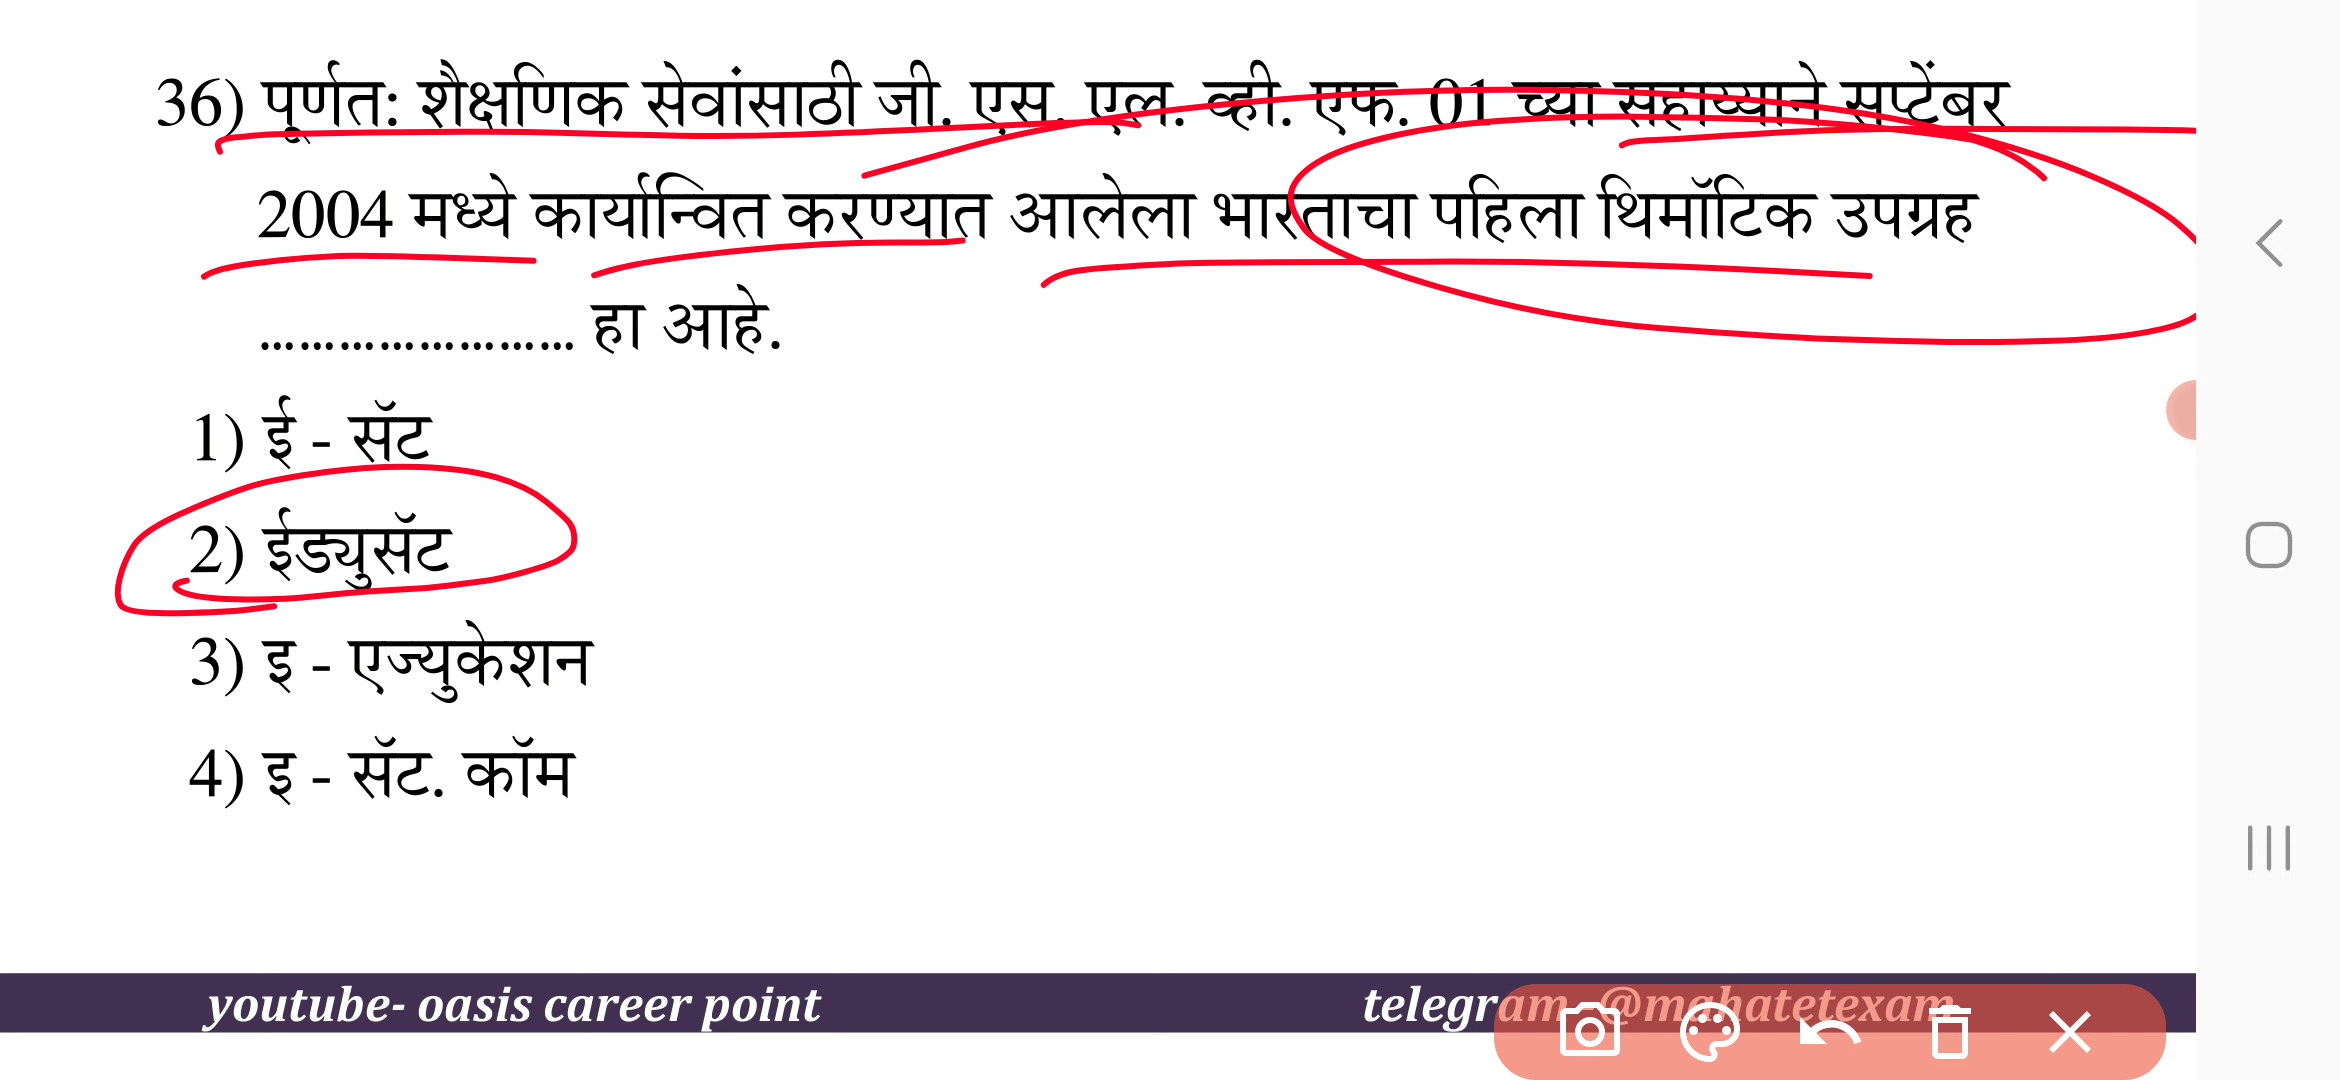 36) पूर्णत: शैक्षणिक सेवांसाठी जी. एस. एल. व्ही. एफ. 01 च्या सहाय्याने सप्टेंबर
2004 मध्ये कार्यान्वित करण्यात आलेला भारताचा पहिला थिमॉटिक उपग्रह
........................ हा आहे.
1) ई - सॅट
2) ईड्युसॅट
3) इ - एज्युकेशन
4) इ - सॅट. कॉम
youtube- oasis career point
telegram- @mahatetexam